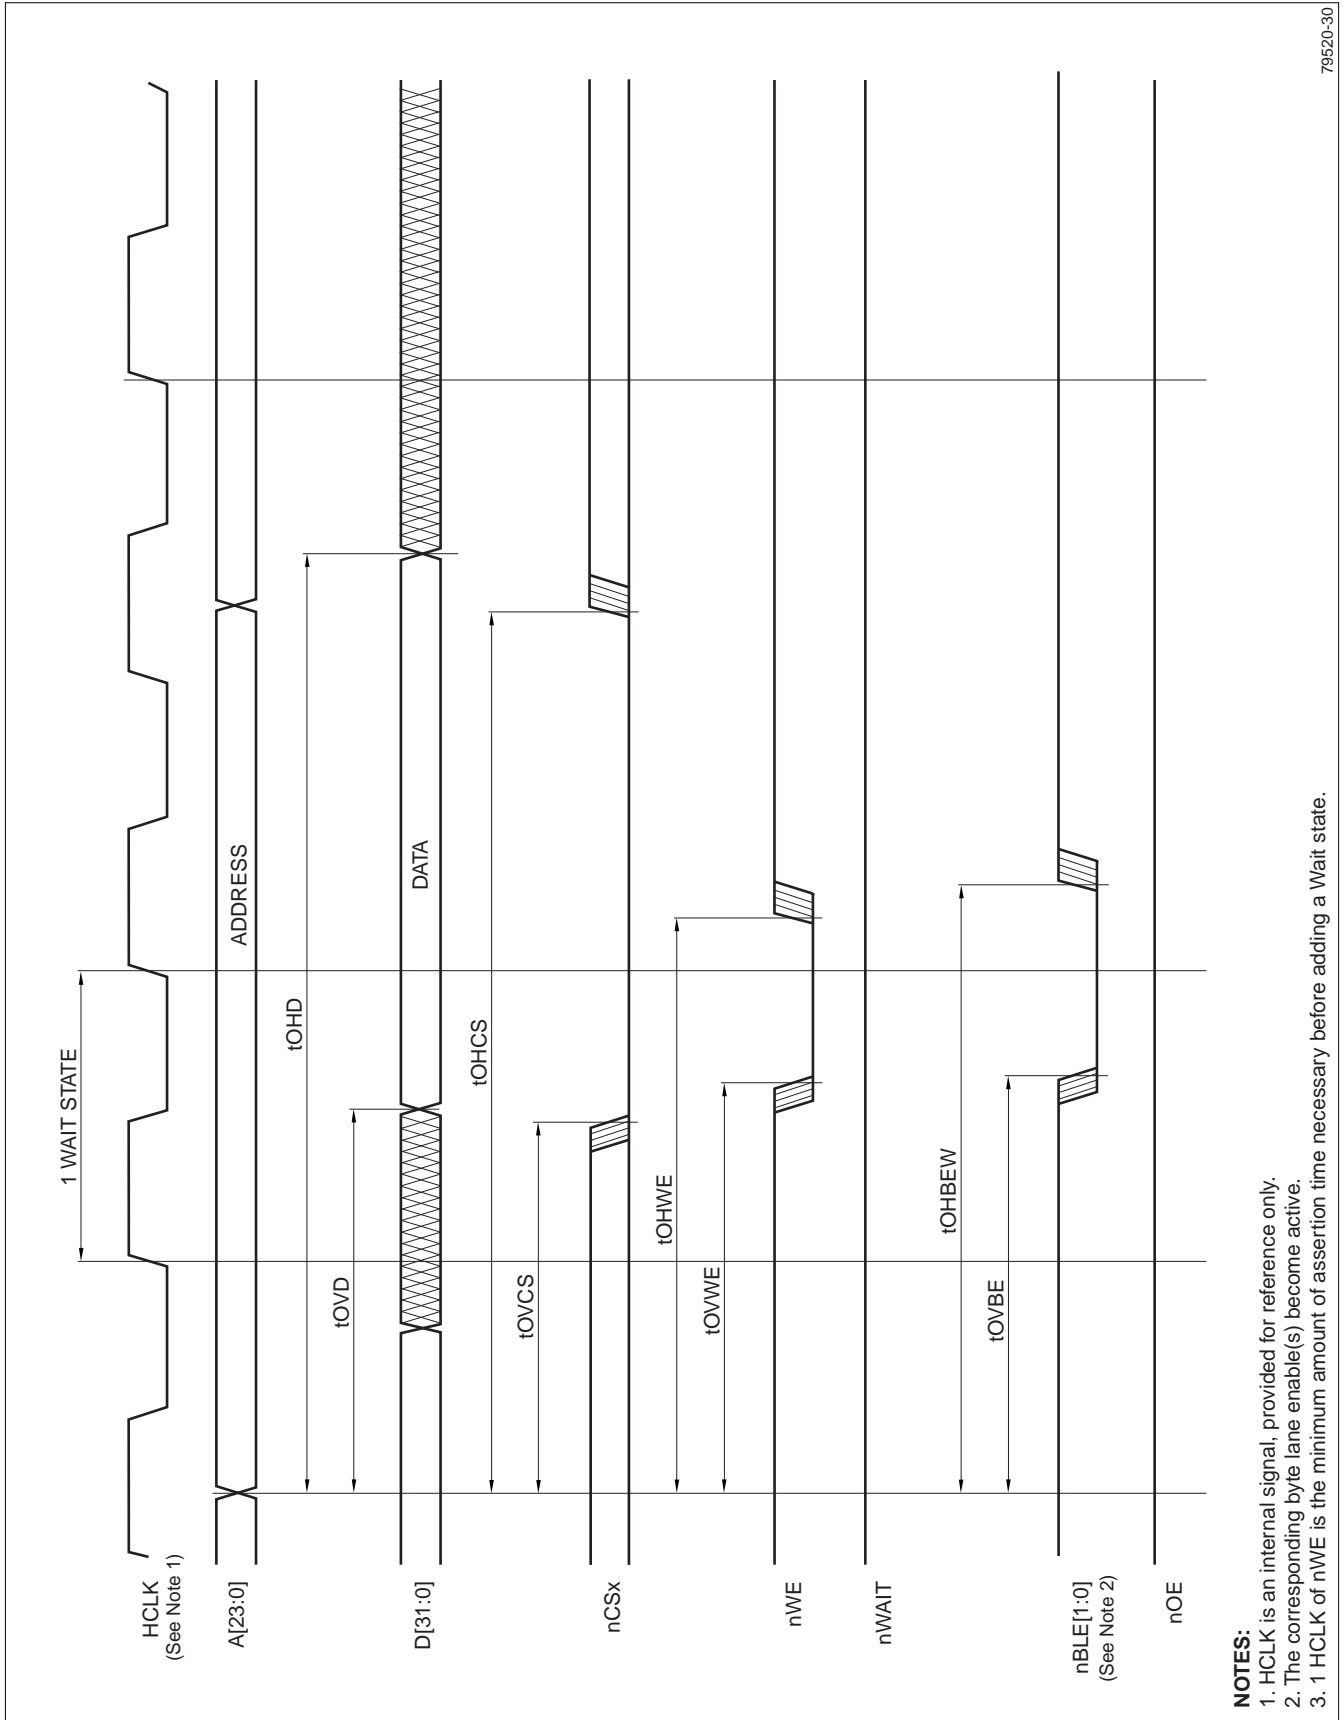 1 WAIT STATE
HCLK
(See Note 1)
A[23:0]
ADDRESS
tOHD
tOVD
D[31:0]
DATA
tOHCS
tOVCS
nCSx
tOHWE
tOVWE
nWE
nWAIT
tOHBEW
tOVBE
nBLE[1:0]
(See Note 2)
nOE
NOTES:
1. HCLK is an internal signal, provided for reference only.
2. The corresponding byte lane enable(s) become active.
3. 1 HCLK of nWE is the minimum amount of assertion time necessary before adding a Wait state.
79520-30